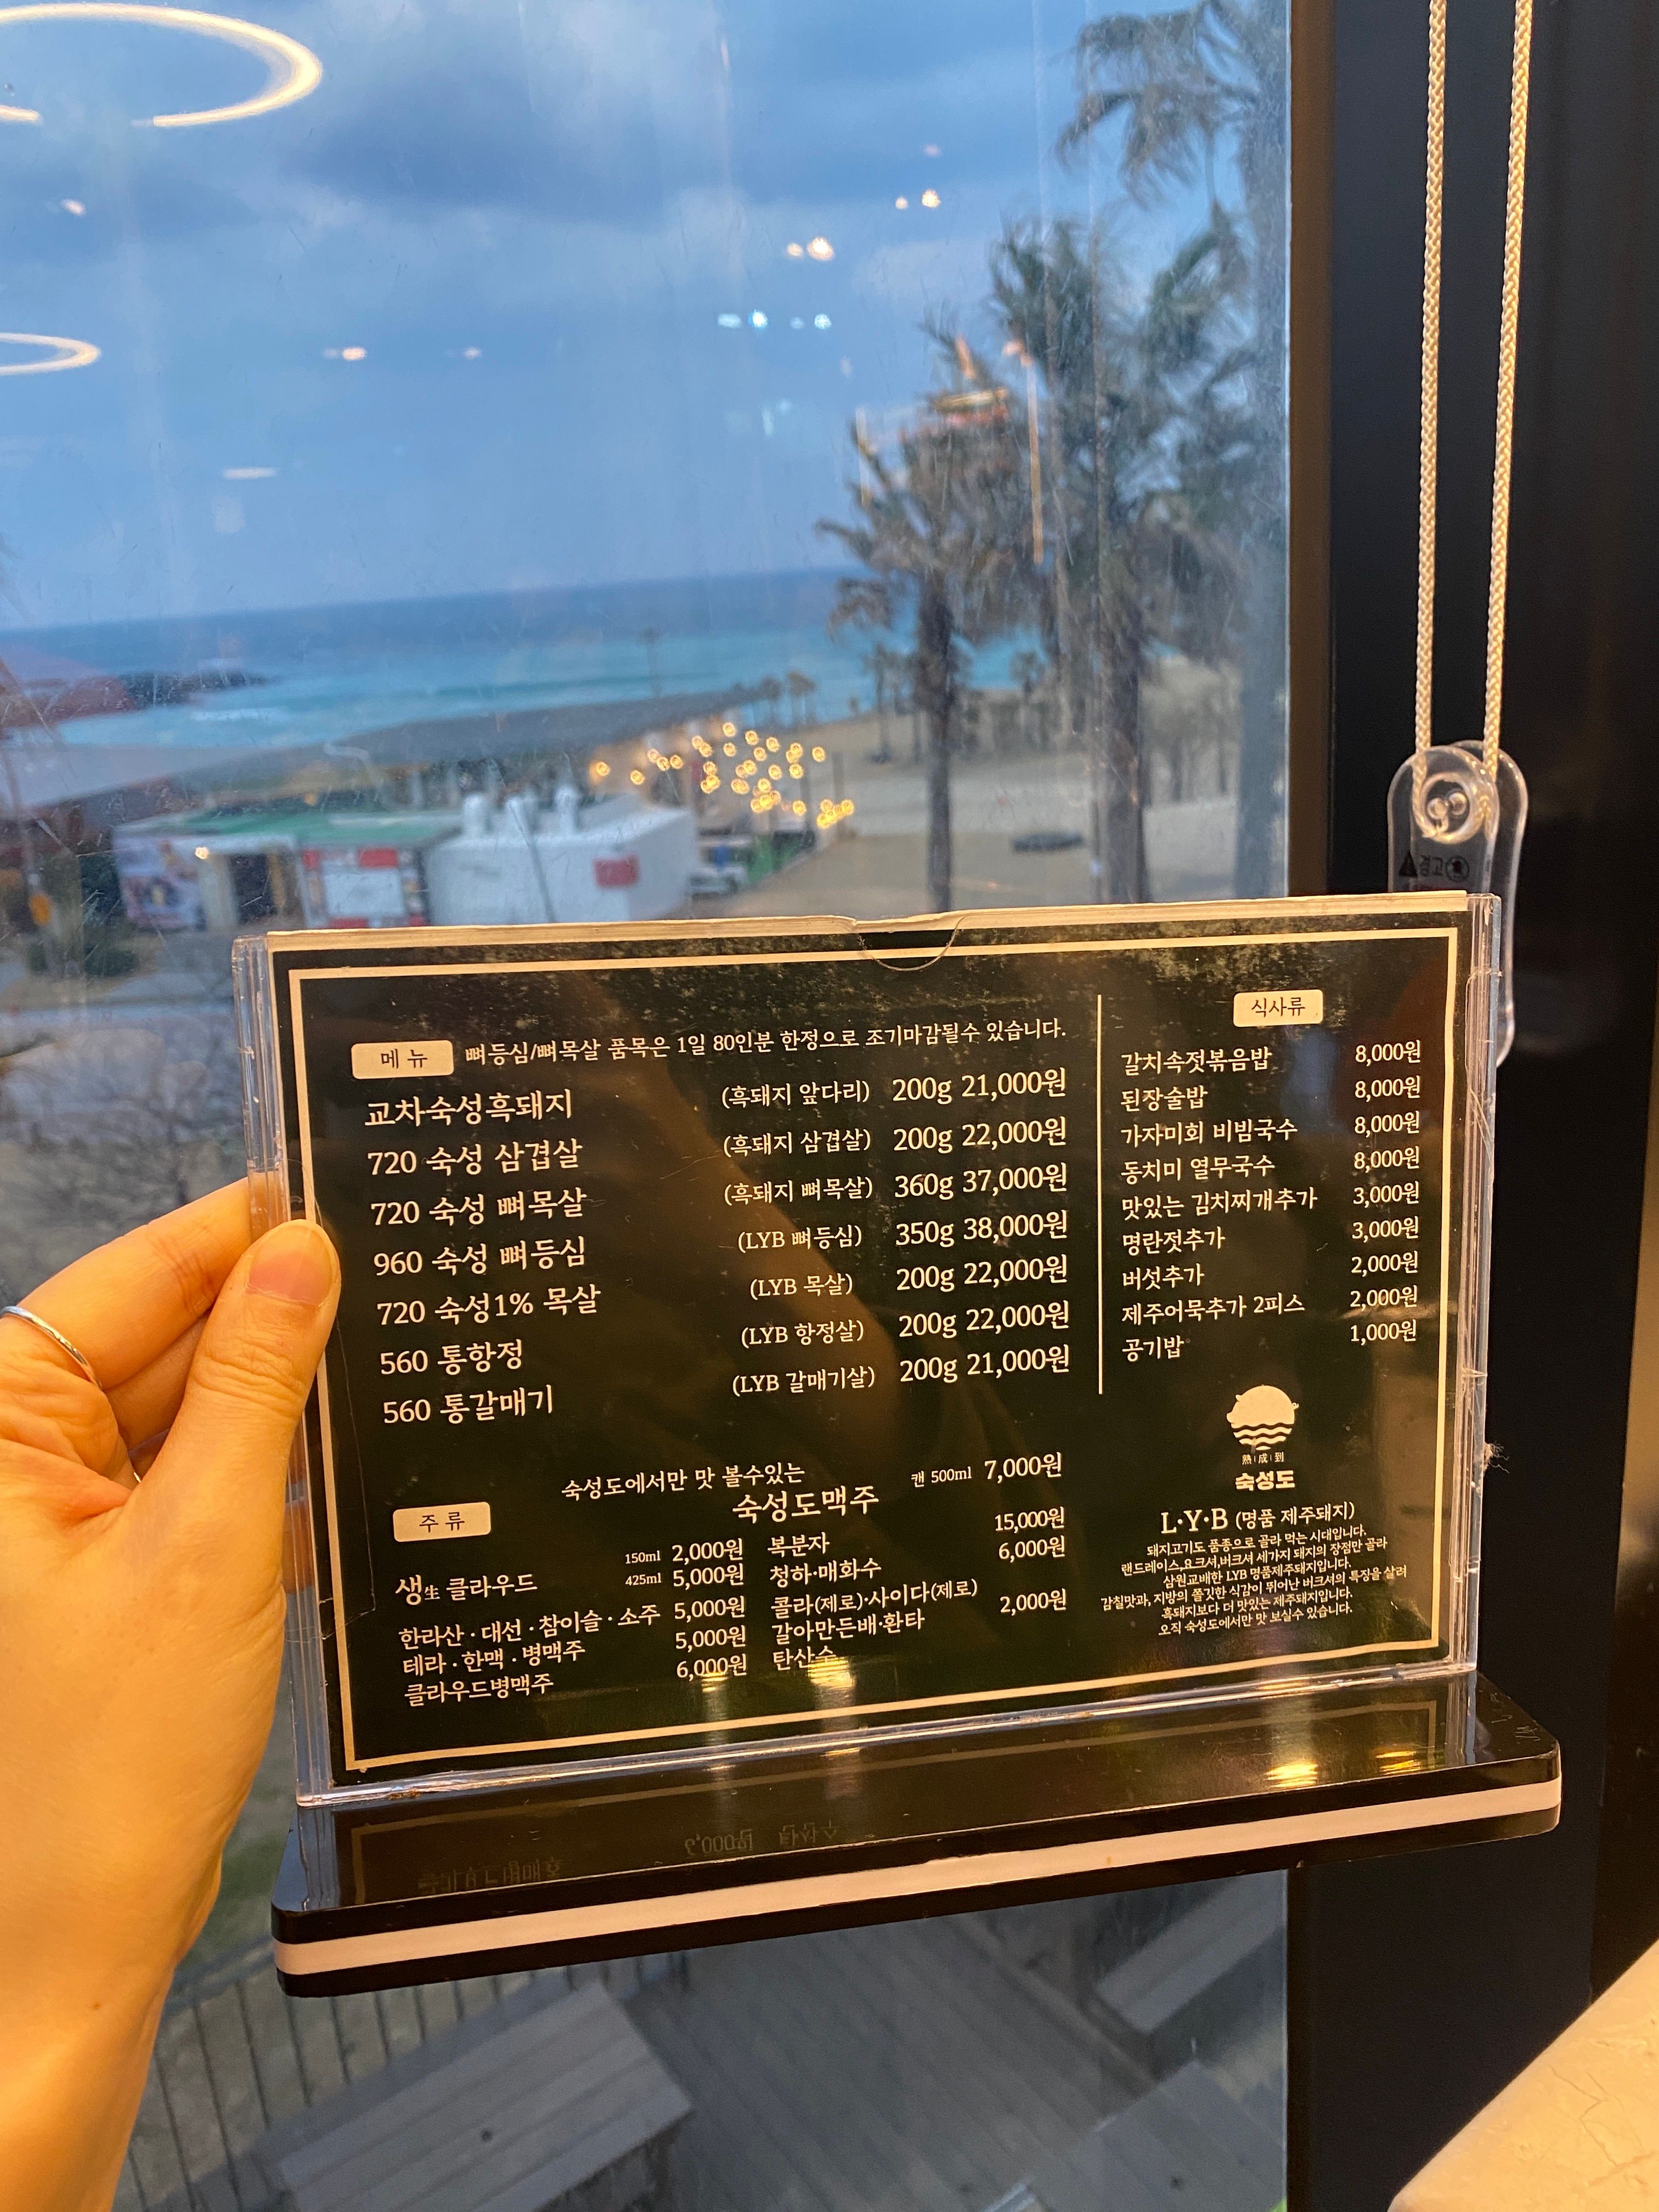 경고
메 뉴
뼈등심/뼈목살 품목은 1일 80인분 한정으로 조기마감될수 있습니다.
교차숙성흑돼지 (흑돼지 앞다리) 200g 21,000원
720 숙성 삼겹살 (흑돼지 삼겹살) 200g 22,000원
720 숙성 뼈목살 (흑돼지 뼈목살) 360g 37,000원
960 숙성 뼈등심 (LYB 뼈등심) 350g 38,000원
720 숙성1% 목살 (LYB 목살) 200g 22,000원
560 통항정 (LYB 항정살) 200g 22,000원
560 통갈매기 (LYB 갈매기살) 200g 21,000원
숙성도에서만 맛 볼수있는
숙성도맥주 캔 500ml 7,000원
주 류
생生 클라우드 150ml 2,000원
425ml 5,000원
한라산 · 대선 · 참이슬 · 소주 5,000원
테라 · 한맥 · 병맥주 5,000원
클라우드병맥주 6,000원
복분자 15,000원
청하·매화수 6,000원
콜라(제로)·사이다(제로)
갈아만든배·환타 2,000원
탄산수
식사류
갈치속젓볶음밥 8,000원
된장술밥 8,000원
가자미회 비빔국수 8,000원
동치미 열무국수 8,000원
맛있는 김치찌개추가 3,000원
명란젓추가 3,000원
버섯추가 2,000원
제주어묵추가 2피스 2,000원
공기밥 1,000원
熟 成 到
숙성도
L·Y·B (명품 제주돼지)
돼지고기도 품종으로 골라 먹는 시대입니다.
랜드레이스,요크셔,버크셔 세가지 돼지의 장점만 골라
삼원교배한 LYB 명품제주돼지입니다.
감칠맛과, 지방의 쫄깃한 식감이 뛰어난 버크셔의 특징을 살려
흑돼지보다 더 맛있는 제주돼지입니다.
오직 숙성도에서만 맛 보실수 있습니다.